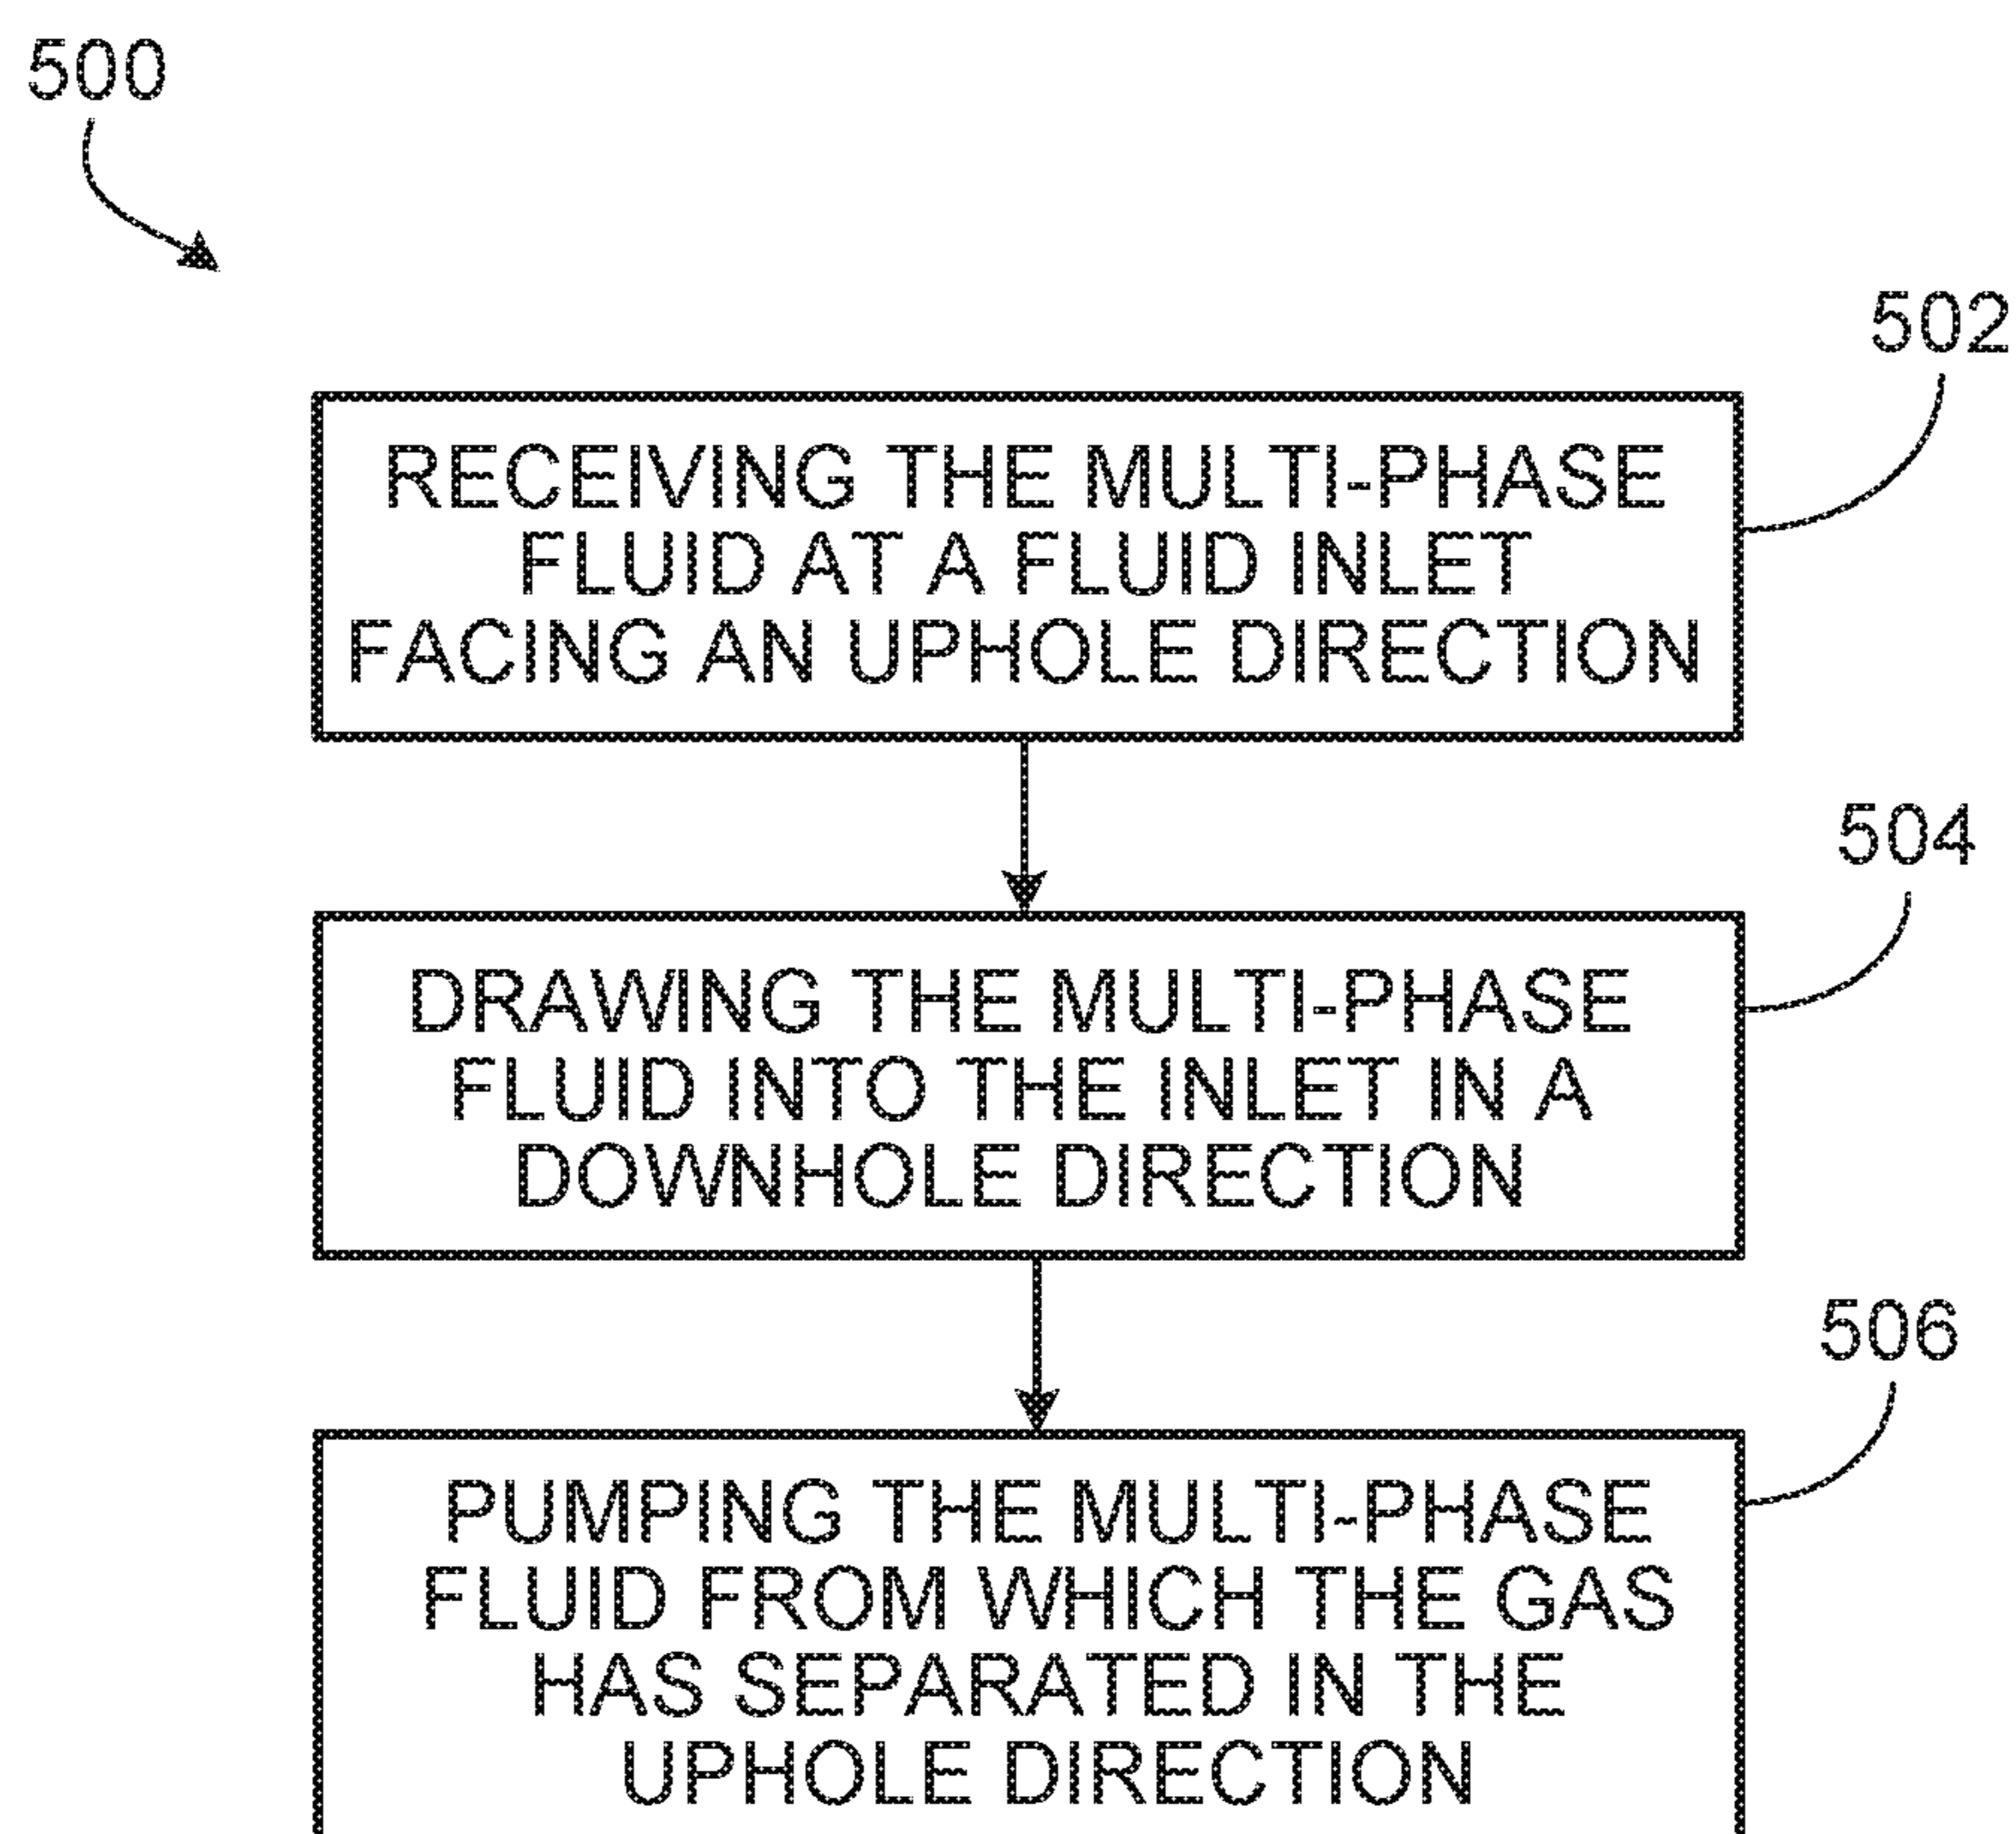 500
502
RECEIVING THE MULTI-PHASE
FLUID AT A FLUID INLET
FACING AN UPHOLE DIRECTION
504
DRAWING THE MULTI-PHASE
FLUID INTO THE INLET IN A
DOWNHOLE DIRECTION
506
PUMPING THE MULTI-PHASE
FLUID FROM WHICH THE GAS
HAS SEPARATED IN THE
UPHOLE DIRECTION